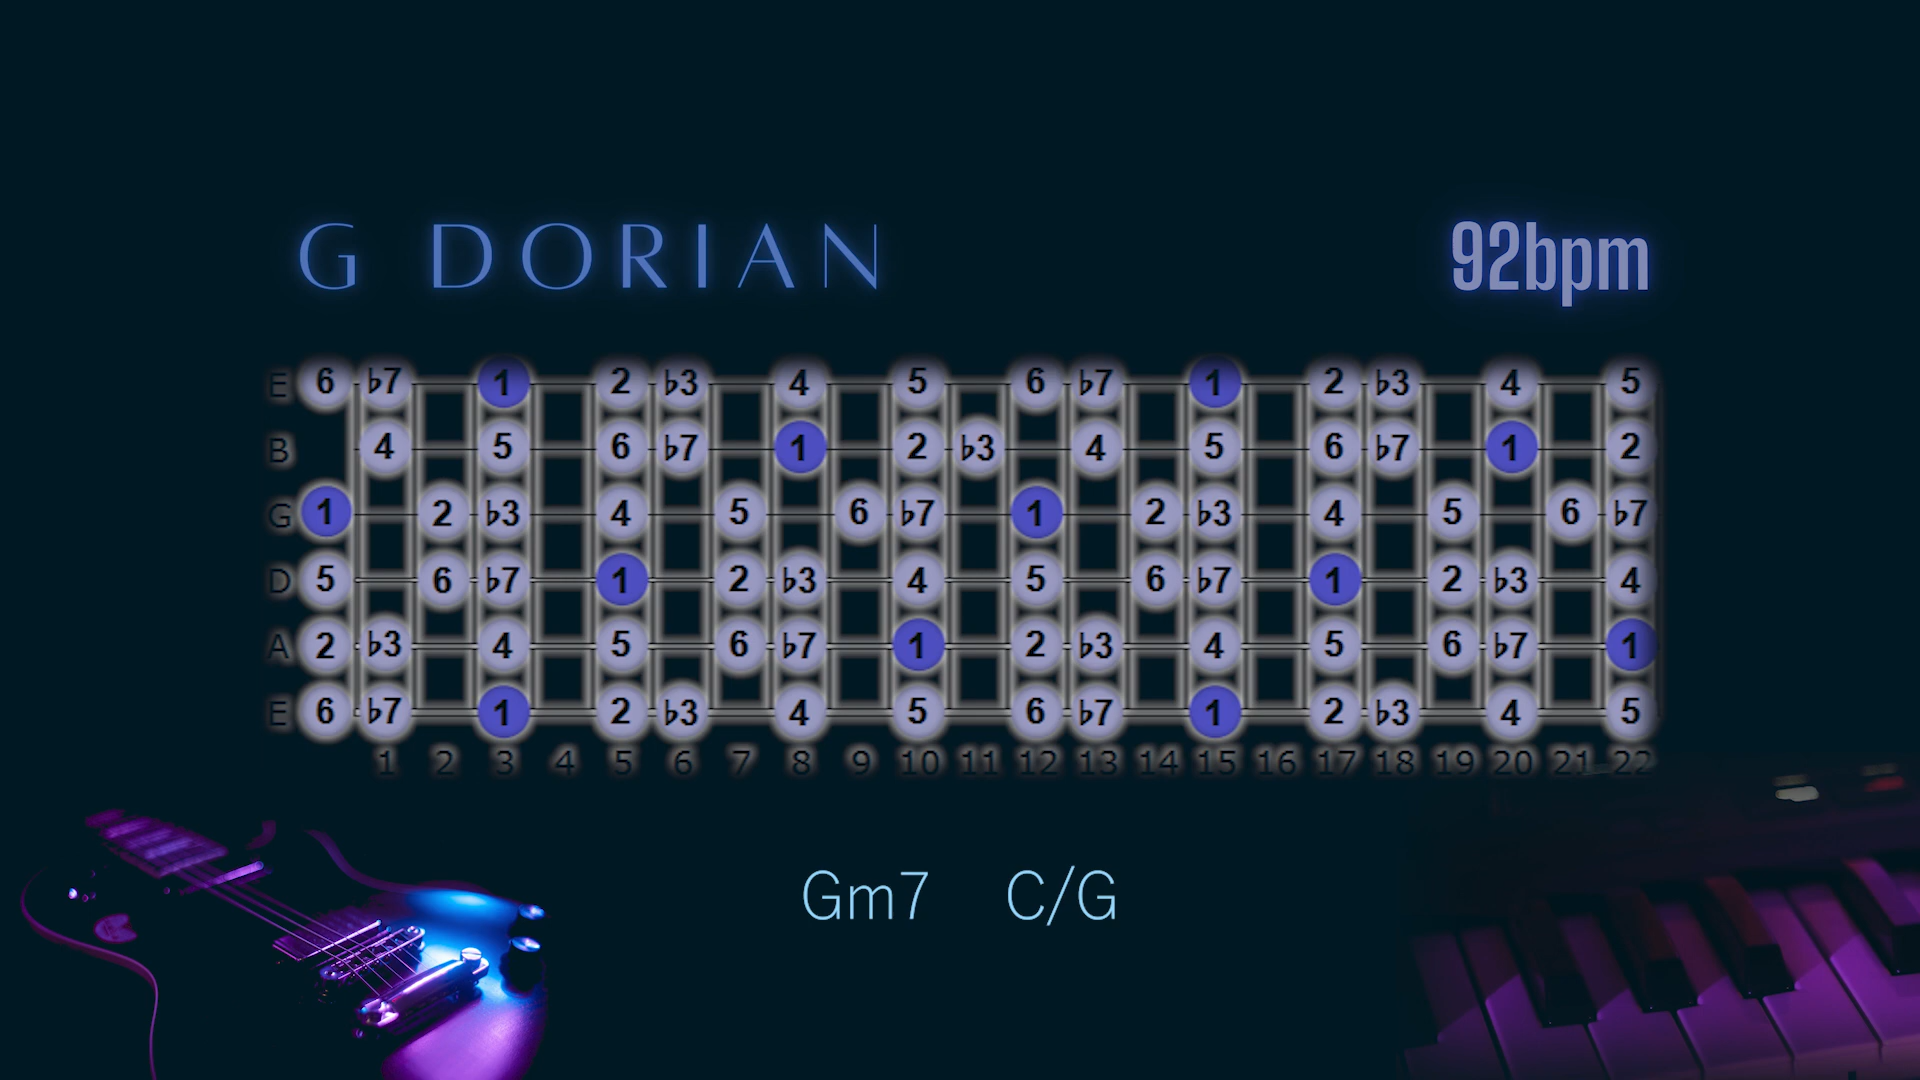 G DORIAN 92bpm
E 6 ♭7 1 2 ♭3 4 5 6 ♭7 1 2 ♭3 4 5
B 4 5 6 ♭7 1 2 ♭3 4 5 6 ♭7 1 2
G 1 2 ♭3 4 5 6 ♭7 1 2 ♭3 4 5 6 ♭7
D 5 6 ♭7 1 2 ♭3 4 5 6 ♭7 1 2 ♭3 4
A 2 ♭3 4 5 6 ♭7 1 2 ♭3 4 5 6 ♭7 1
E 6 ♭7 1 2 ♭3 4 5 6 ♭7 1 2 ♭3 4 5
1 2 3 4 5 6 7 8 9 10 11 12 13 14 15 16 17 18 19 20 21 22
Gm7 C/G